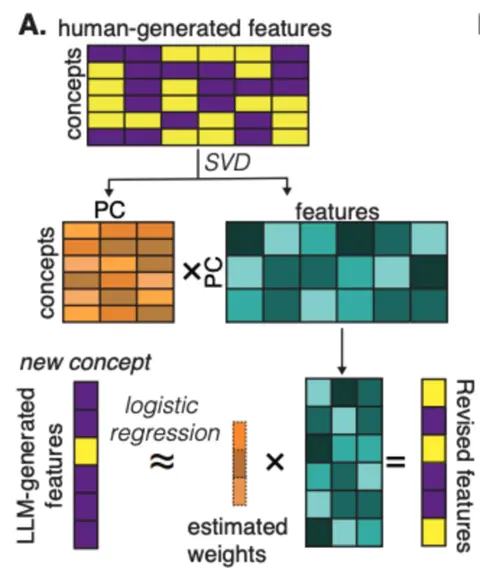 A. human-generated features
concepts
SVD
PC
features
concepts
×
PC
new concept
LLM-generated
features
logistic
regression
≈
×
=
estimated
weights
Revised features